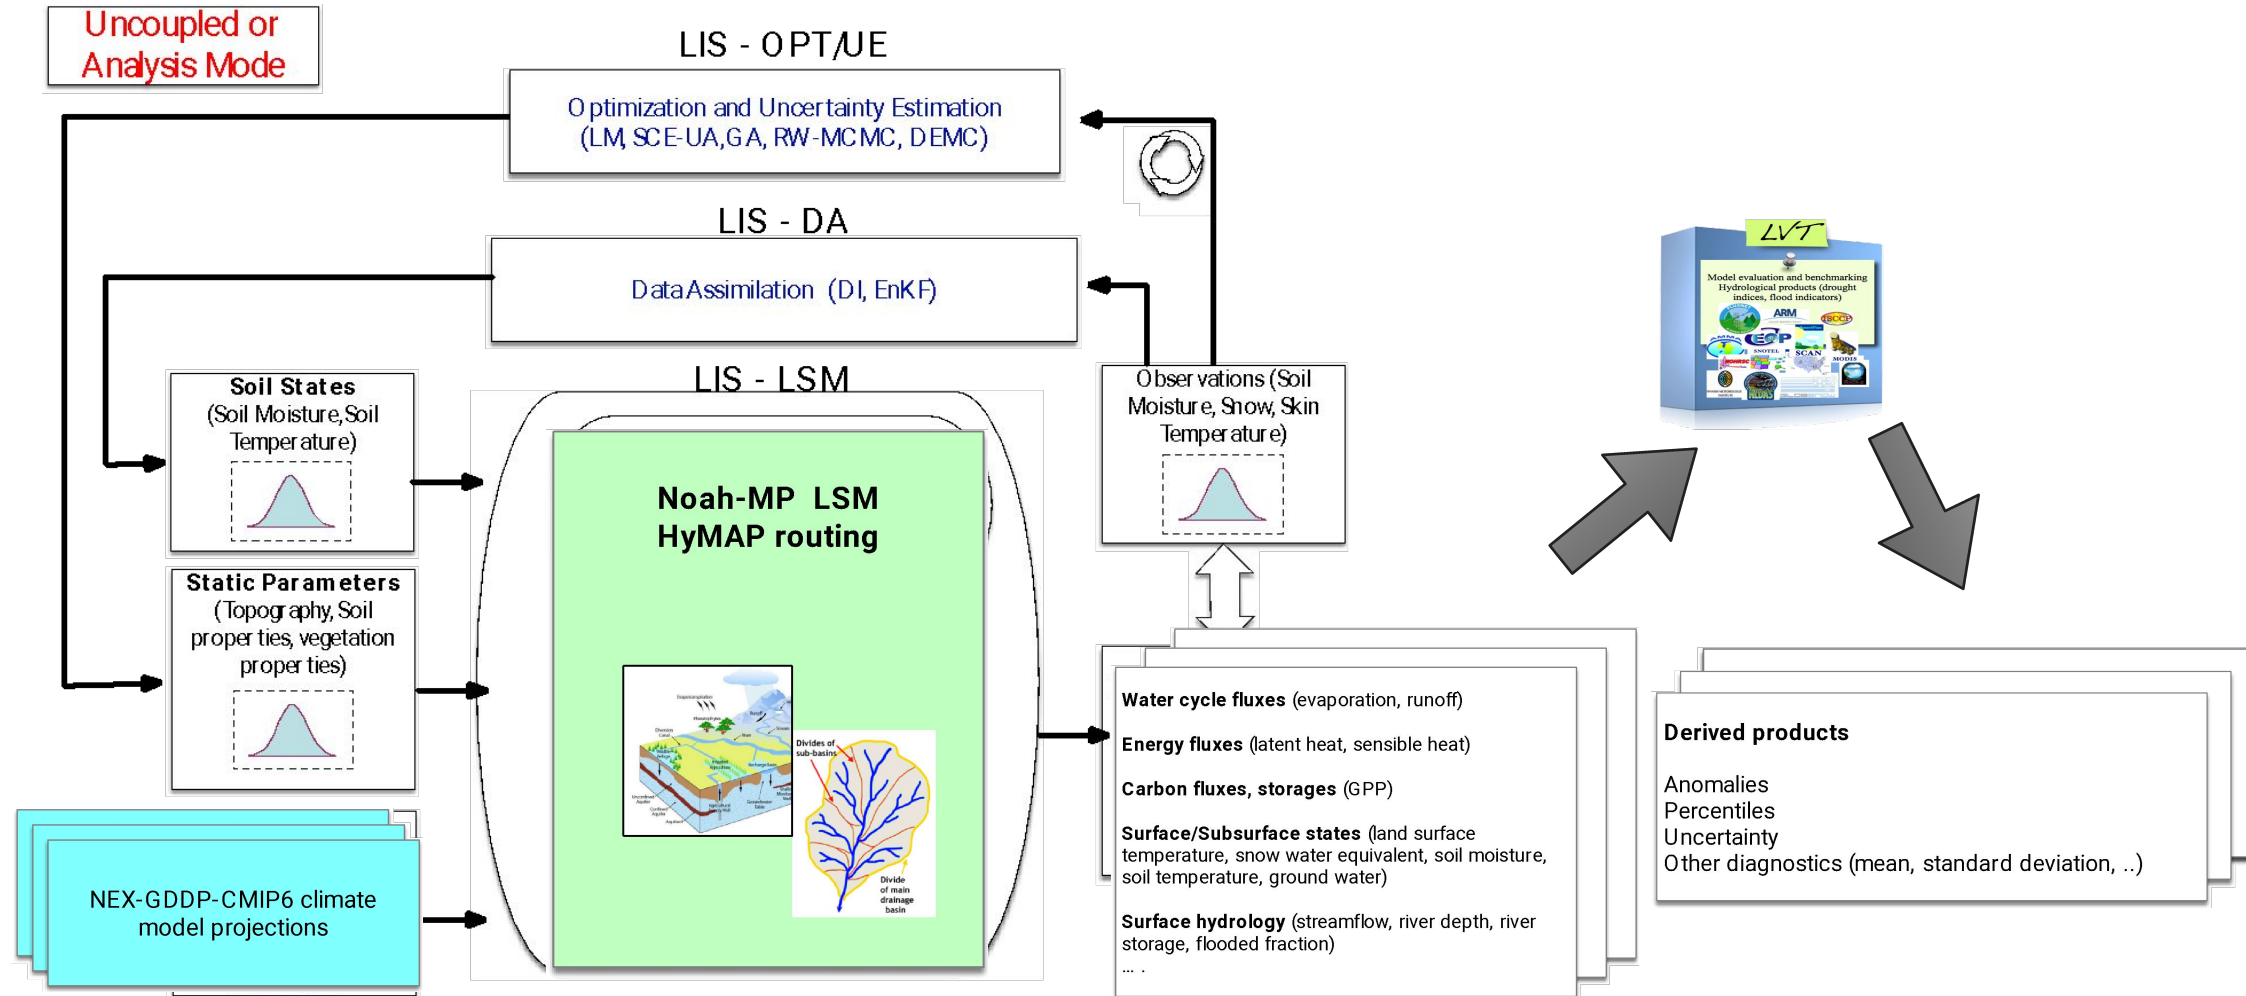 Uncoupled or
Analysis Mode
LIS - OPT/UE
Optimization and Uncertainty Estimation
(LM, SCE-UA,GA, RW-MCMC, DEMC)
LIS - DA
Data Assimilation (DI, EnKF)
LIS - LSM
Soil States
(Soil Moisture,Soil
Temperature)
Static Parameters
(Topography, Soil
properties, vegetation
properties)
NEX-GDDP-CMIP6 climate
model projections
Noah-MP LSM
HyMAP routing
Evapotranspiration
Runoff
Divides of
sub-basins
Divide
of main
drainage
basin
Observations (Soil
Moisture, Snow, Skin
Temperature)
Water cycle fluxes (evaporation, runoff)
Energy fluxes (latent heat, sensible heat)
Carbon fluxes, storages (GPP)
Surface/Subsurface states (land surface
temperature, snow water equivalent, soil moisture,
soil temperature, ground water)
Surface hydrology (streamflow, river depth, river
storage, flooded fraction)
... .
LVT
Model evaluation and benchmarking
Hydrological products (drought
indices, flood indicators)
ARM
ISCCP
CEOP
SNOTEL
SCAN
MODIS
Derived products
Anomalies
Percentiles
Uncertainty
Other diagnostics (mean, standard deviation, ..)